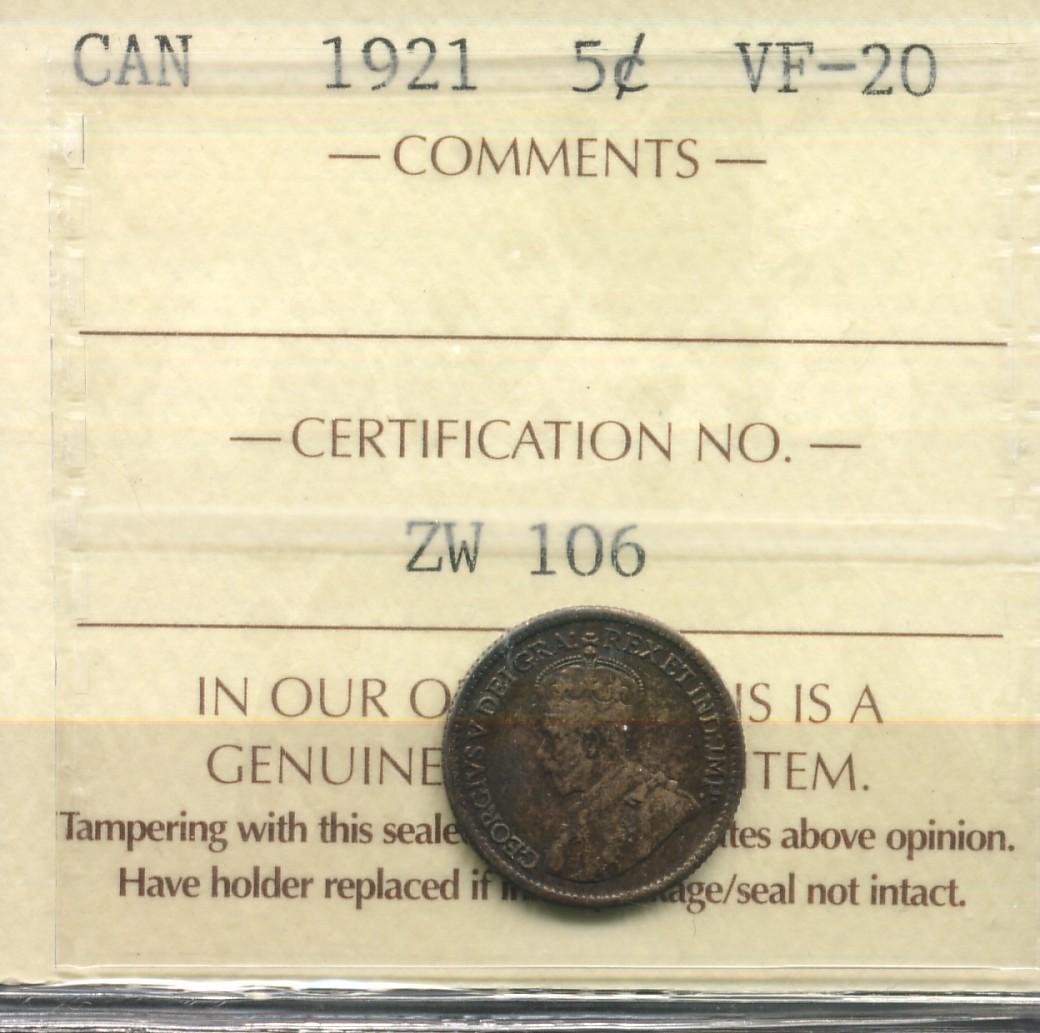 CAN 1921 5¢ VF-20
— COMMENTS —
— CERTIFICATION NO. —
ZW 106
IN OUR O IS IS A
GENUINE TEM.
Tampering with this seale tes above opinion.
Have holder replaced if in kage/seal not intact.
GEORGIVS V DEI GRA: REX ET IND:IMP: